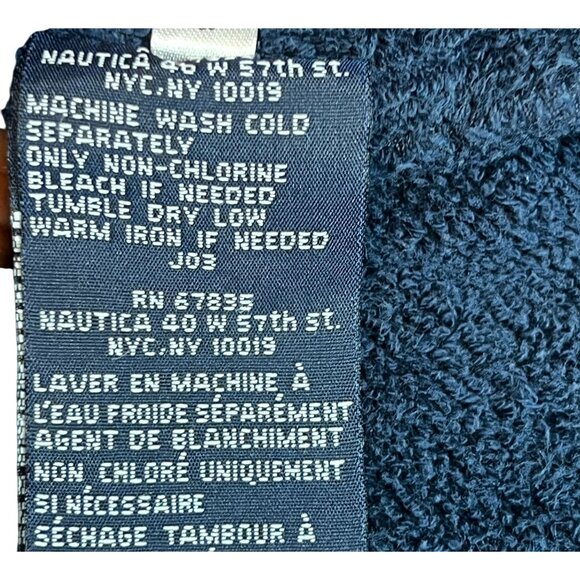 NAUTICA 40 W 57th st.
NYC, NY 10019
MACHINE WASH COLD
SEPARATELY
ONLY NON-CHLORINE
BLEACH IF NEEDED
TUMBLE DRY LOW
WARM IRON IF NEEDED
J03
RN 67835
NAUTICA 40 W 57th st.
NYC, NY 10019
LAVER EN MACHINE À
L'EAU FROIDE SÉPARÉMENT
AGENT DE BLANCHIMENT
NON CHLORÉ UNIQUEMENT
SI NÉCESSAIRE
SÉCHAGE TAMBOUR À